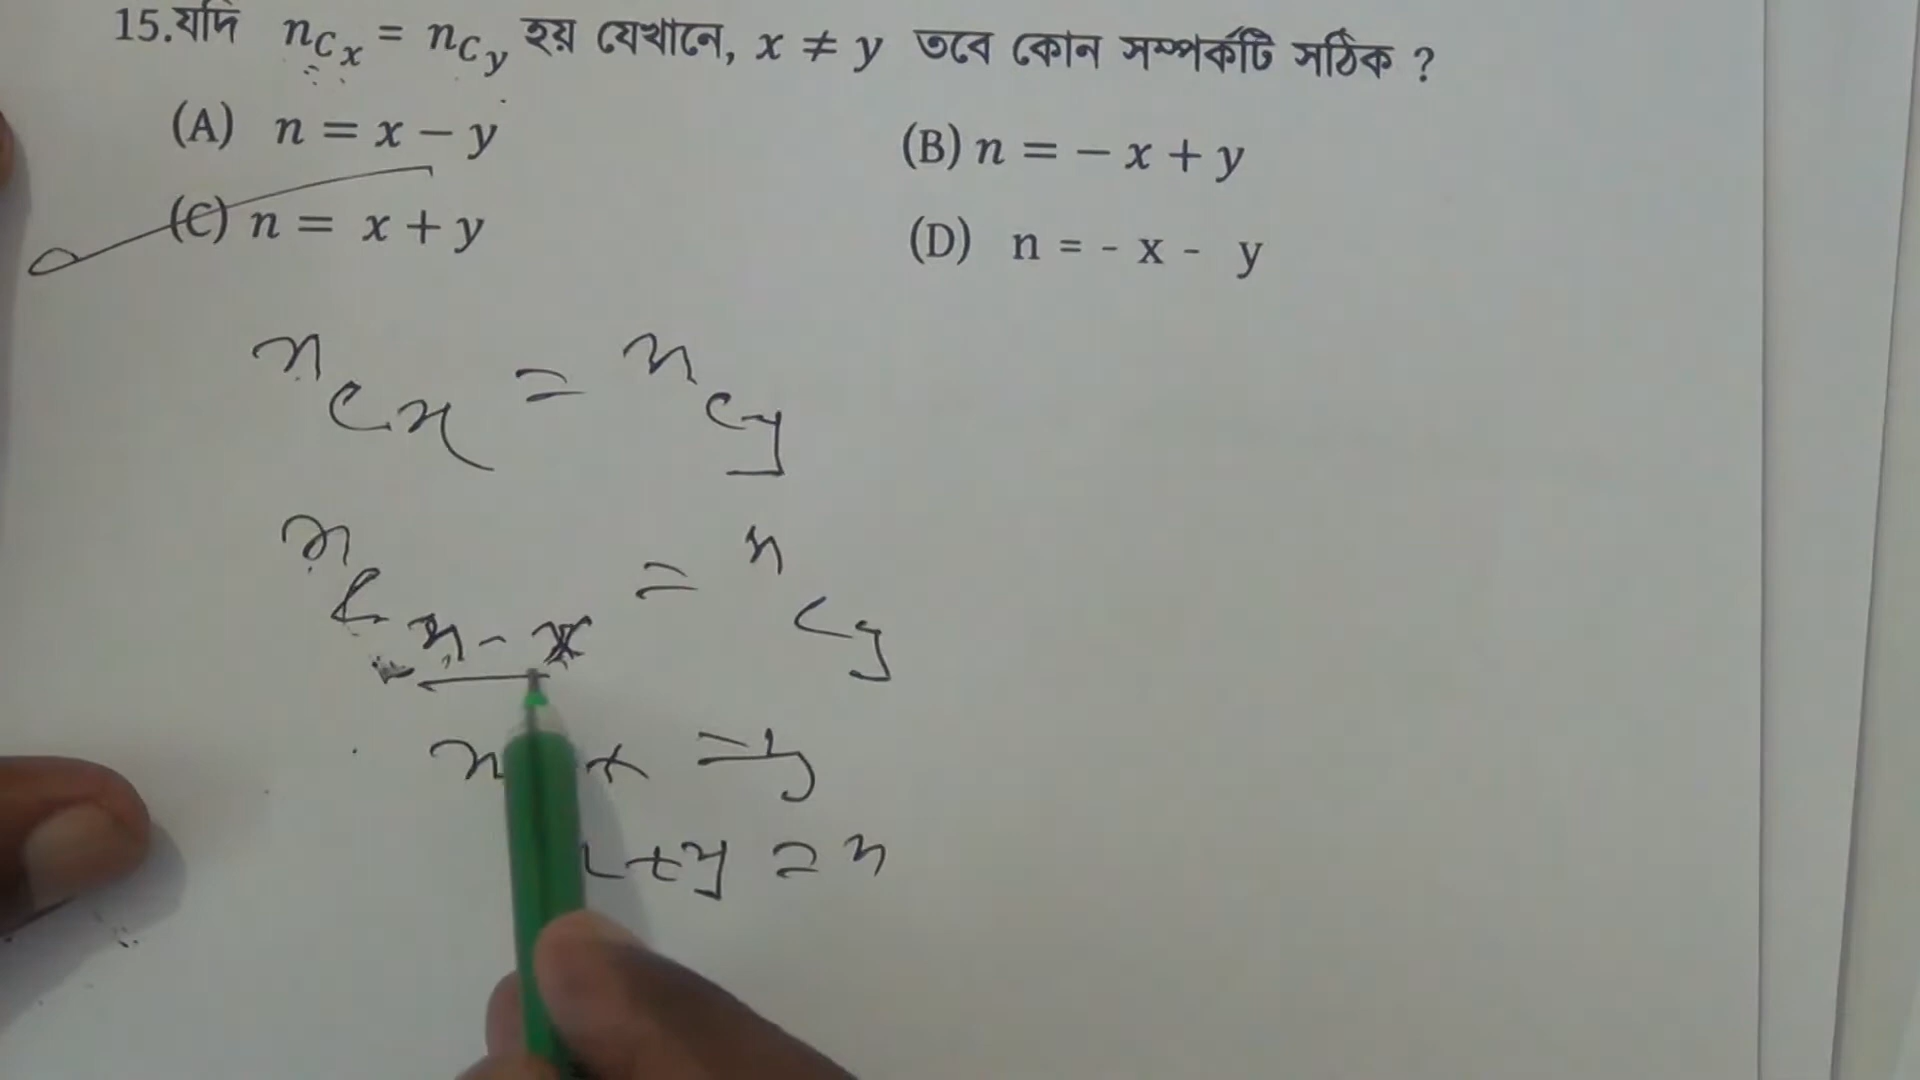 15.যদি nCx = nCy হয় যেখানে, x ≠ y তবে কোন সম্পর্কটি সঠিক ?
(A) n = x − y
(B) n = − x + y
(C) n = x + y
(D) n = - x - y
nCx = nCy
nCn-x = nCy
n x = y
+y = n